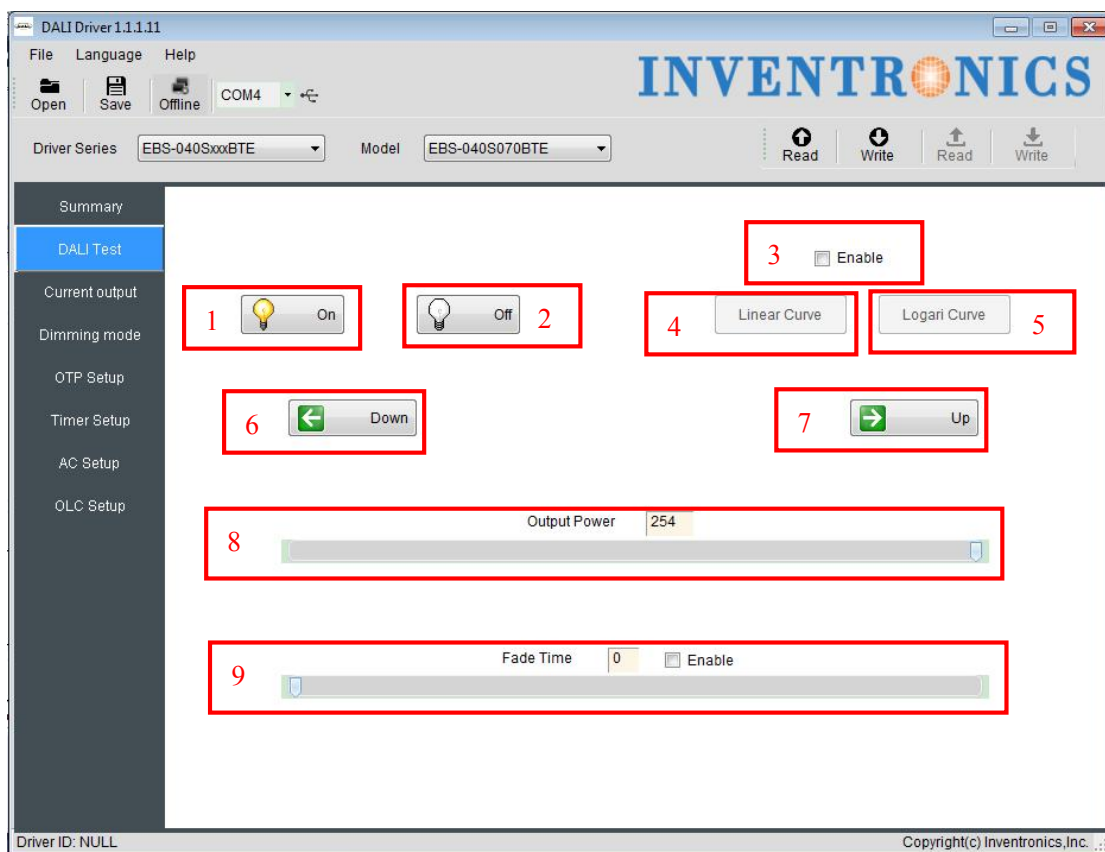 DALI Driver 1.1.1.11
File Language Help
INVENTRONICS
Open Save Offline COM4
Driver Series EBS-040SxxxBTE Model EBS-040S070BTE Read Write Read Write
Summary
DALI Test
Current output
Dimming mode
OTP Setup
Timer Setup
AC Setup
OLC Setup
3 Enable
1 On Off 2 4 Linear Curve Logari Curve 5
6 Down 7 Up
Output Power 254
8
Fade Time 0 Enable
9
Driver ID: NULL Copyright(c) Inventronics,Inc.